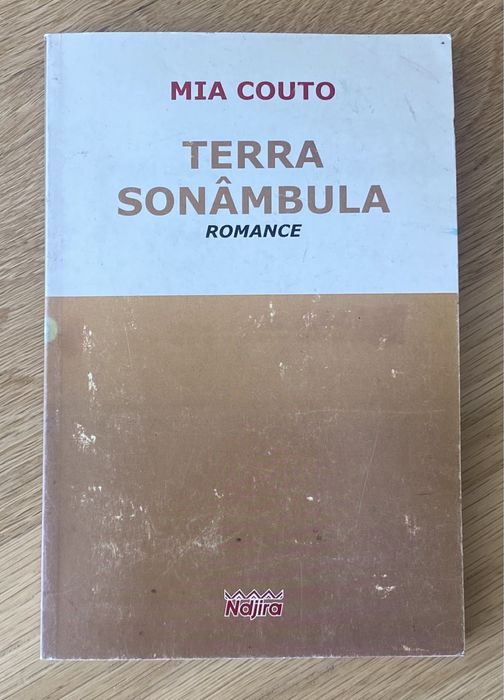 MIA COUTO
TERRA
SONÂMBULA
ROMANCE
Ndjira